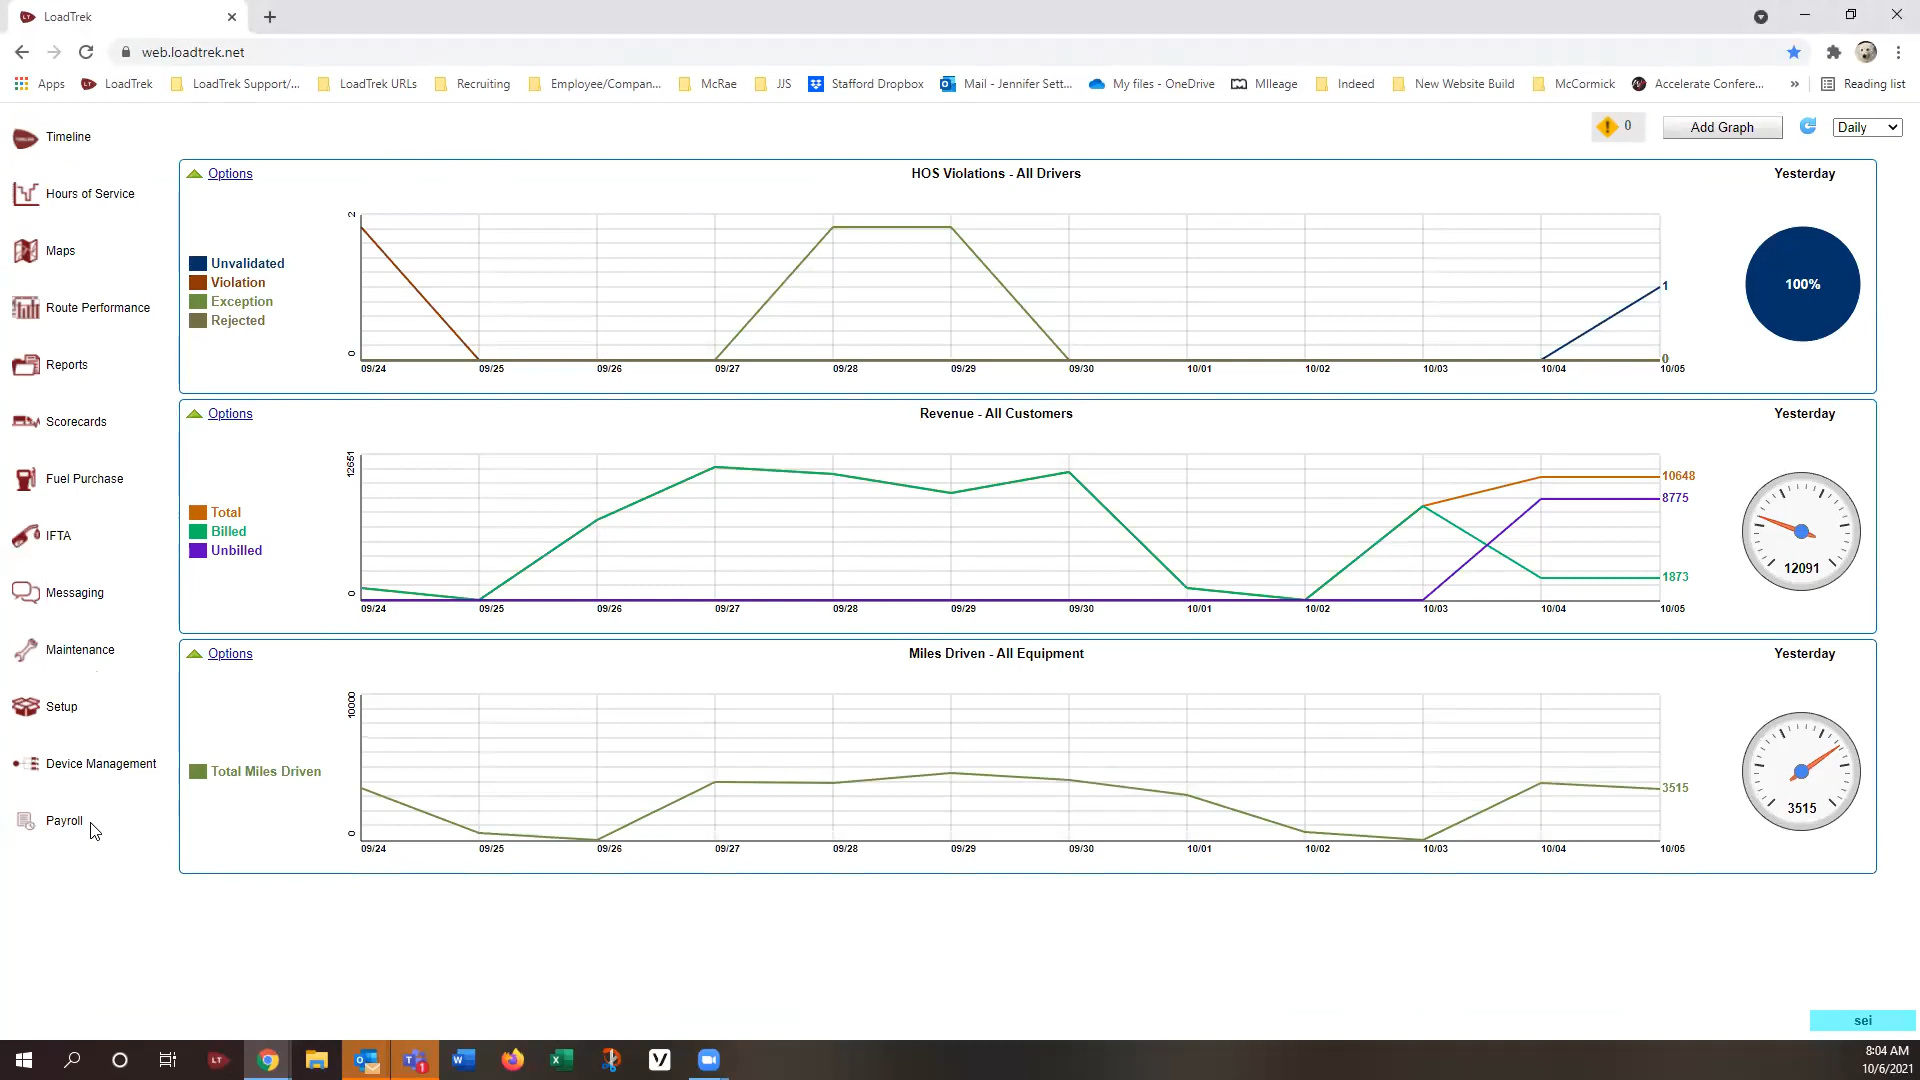 LoadTrek
web.loadtrek.net
Apps
LoadTrek
LoadTrek Support/...
LoadTrek URLs
Recruiting
Employee/Compan...
McRae
JJS
Stafford Dropbox
Mail - Jennifer Sett...
My files - OneDrive
MIleage
Indeed
New Website Build
McCormick
Accelerate Confere...
»
Reading list
0
Add Graph
Daily
Timeline
Hours of Service
Maps
Route Performance
Reports
Scorecards
Fuel Purchase
IFTA
Messaging
Maintenance
Setup
Device Management
Payroll
Options
HOS Violations - All Drivers
Yesterday
Unvalidated
Violation
Exception
Rejected
2
0
1
0
09/24 09/25 09/26 09/27 09/28 09/29 09/30 10/01 10/02 10/03 10/04 10/05
100%
Options
Revenue - All Customers
Yesterday
Total
Billed
Unbilled
12651
0
10648
8775
1873
09/24 09/25 09/26 09/27 09/28 09/29 09/30 10/01 10/02 10/03 10/04 10/05
12091
Options
Miles Driven - All Equipment
Yesterday
Total Miles Driven
10000
0
3515
09/24 09/25 09/26 09/27 09/28 09/29 09/30 10/01 10/02 10/03 10/04 10/05
3515
sei
8:04 AM
10/6/2021